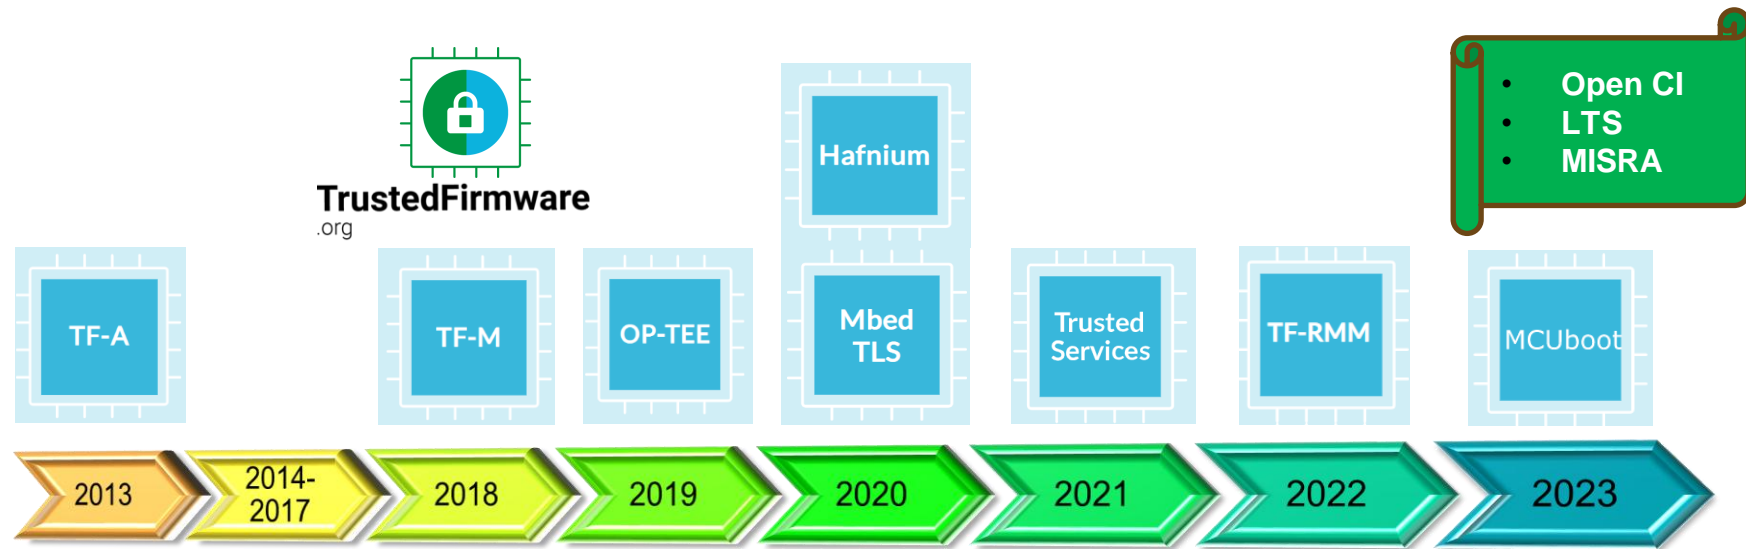 TrustedFirmware
.org
Hafnium
• Open CI
• LTS
• MISRA
TF-A
TF-M
OP-TEE
Mbed
TLS
Trusted
Services
TF-RMM
MCUboot
2013
2014-
2017
2018
2019
2020
2021
2022
2023